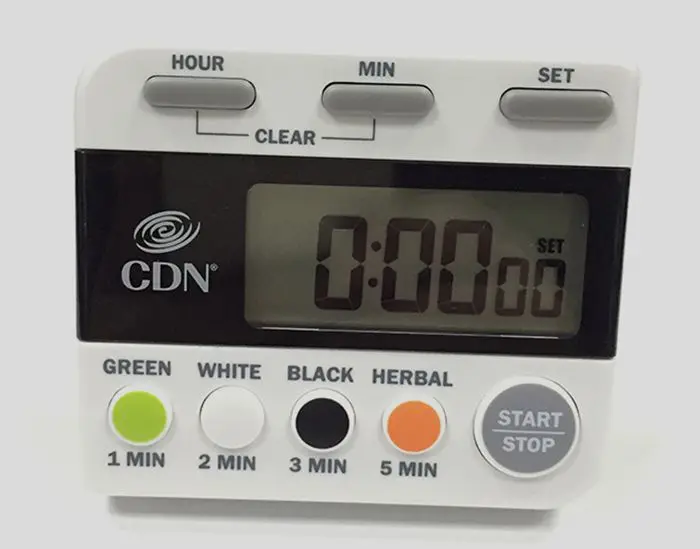 HOUR MIN SET
CLEAR
CDN®
SET
0:00 00
GREEN WHITE BLACK HERBAL
1 MIN 2 MIN 3 MIN 5 MIN
START
STOP